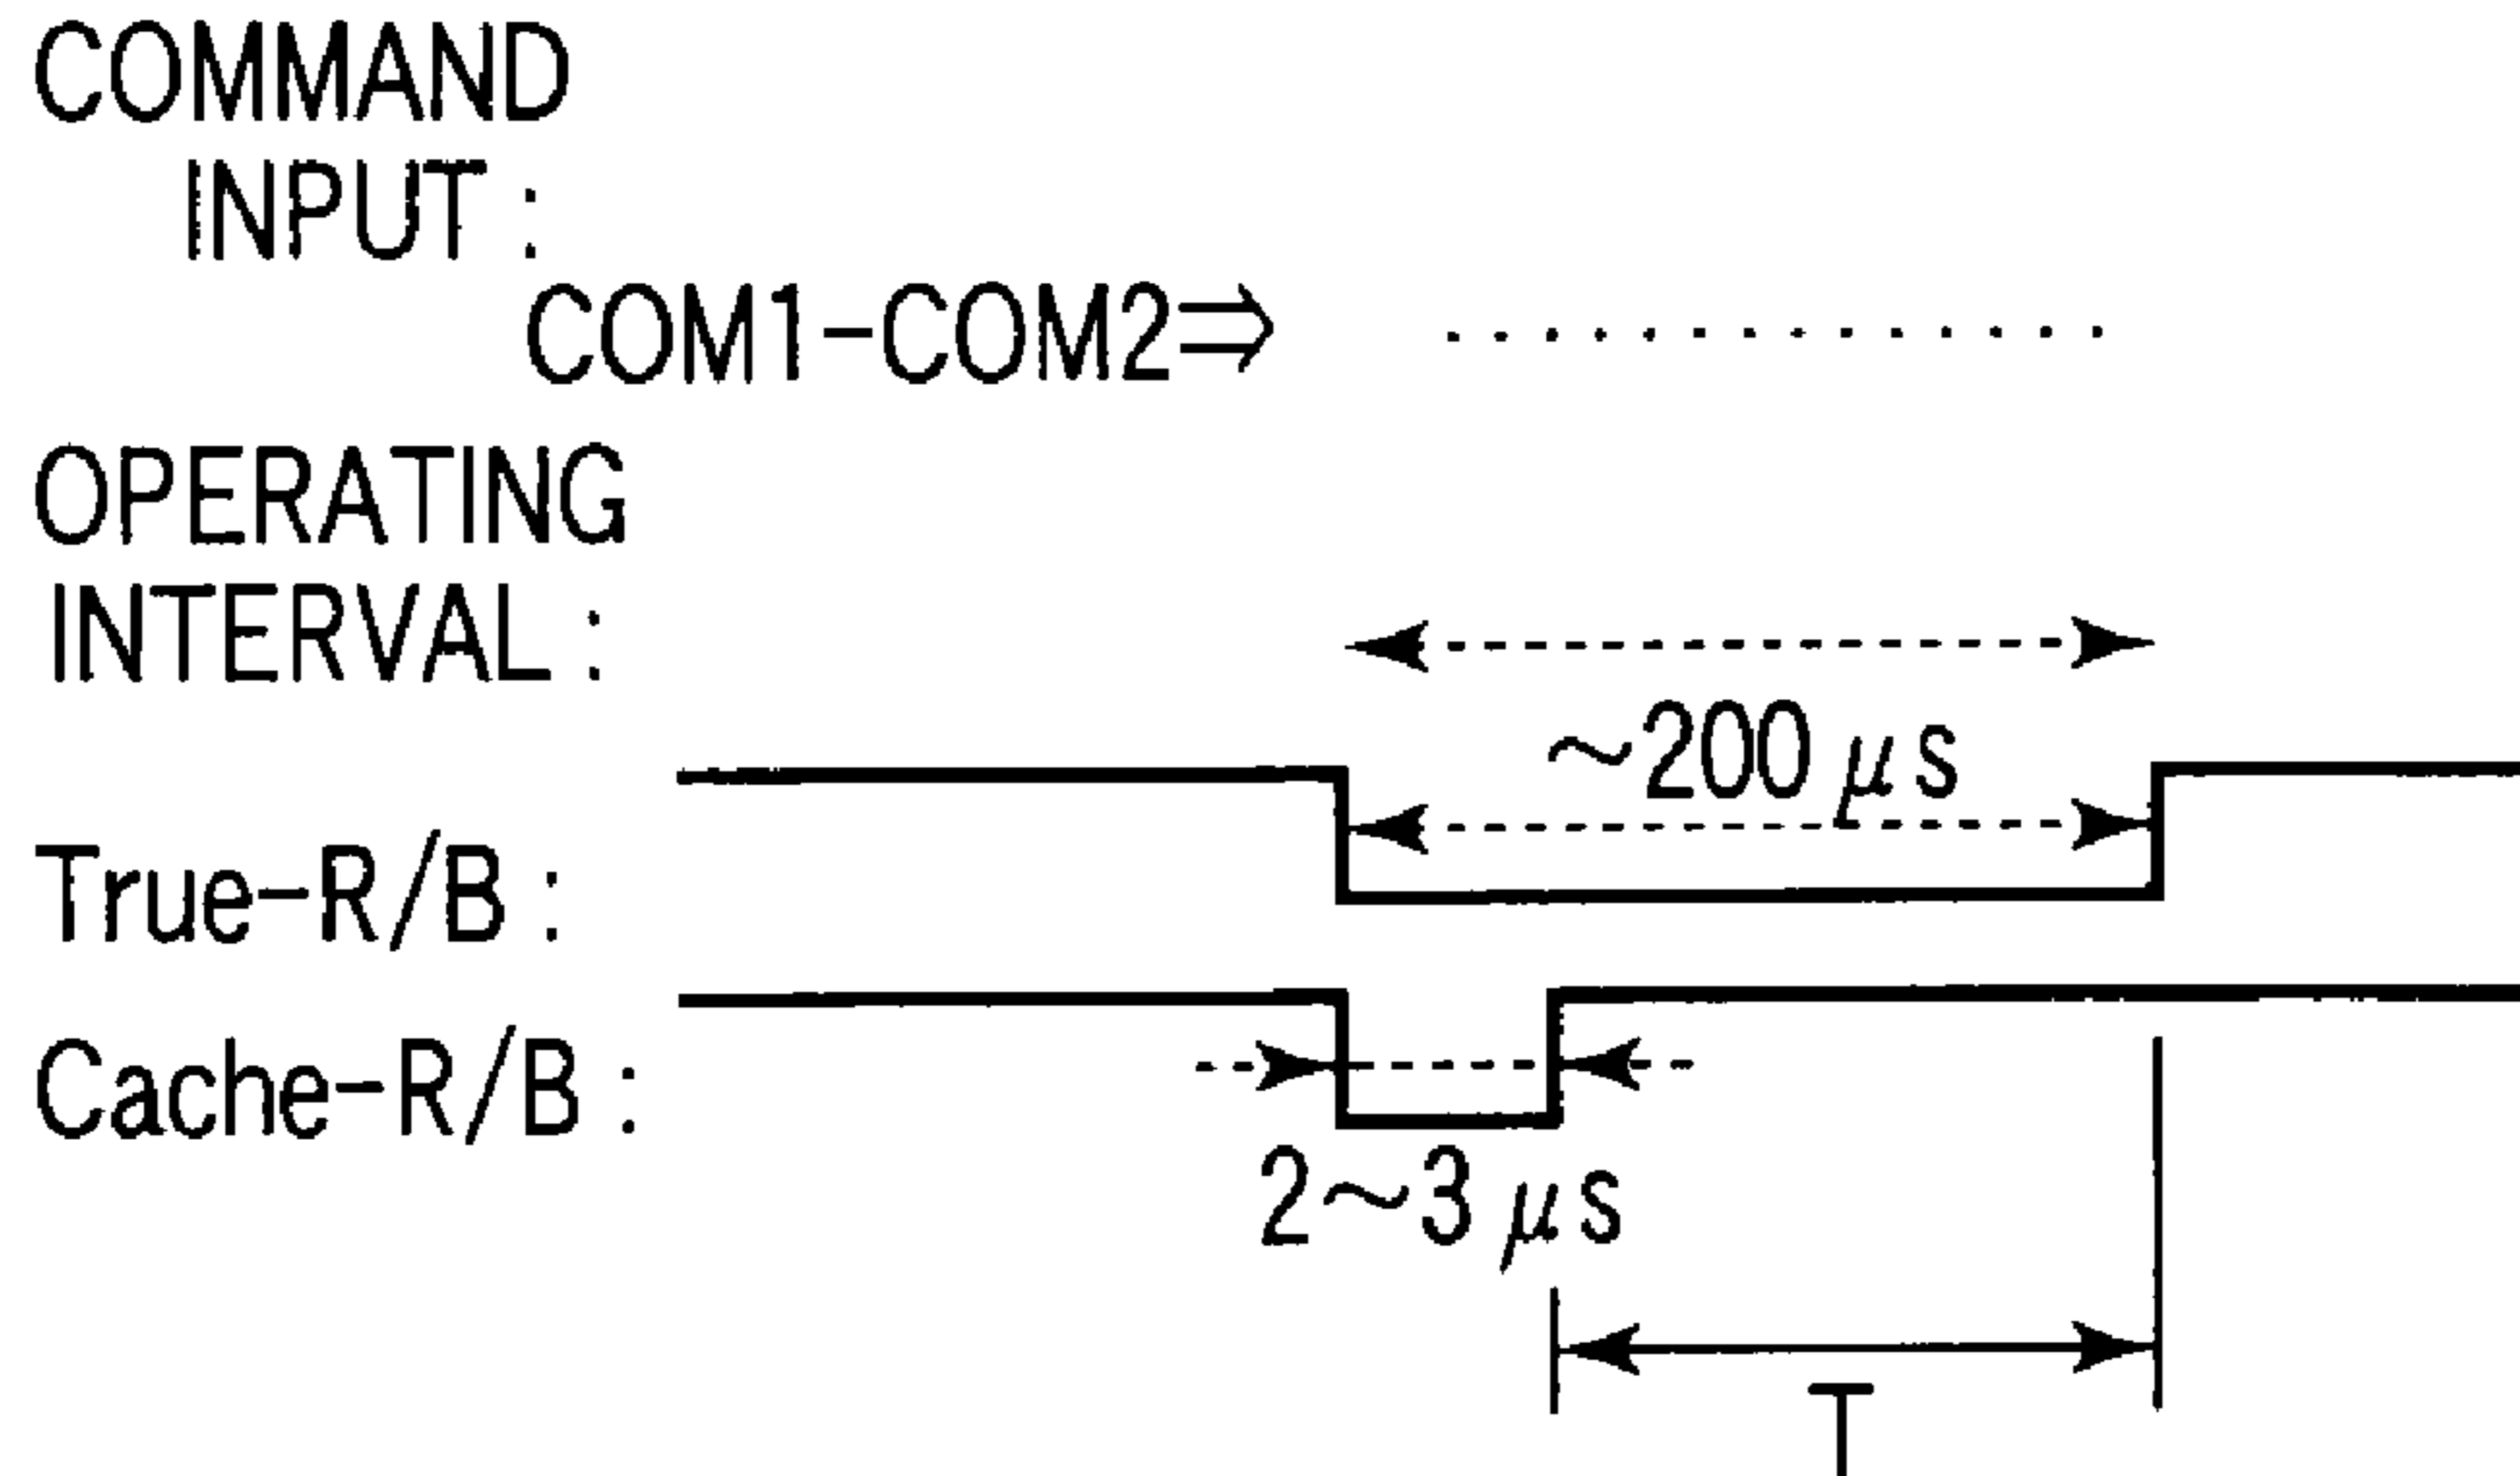 COMMAND
INPUT :
COM1-COM2⇒ . . . . . . . . . . . . . .
OPERATING
INTERVAL :
~200 μs
True-R/B :
Cache-R/B :
2~3 μs
T